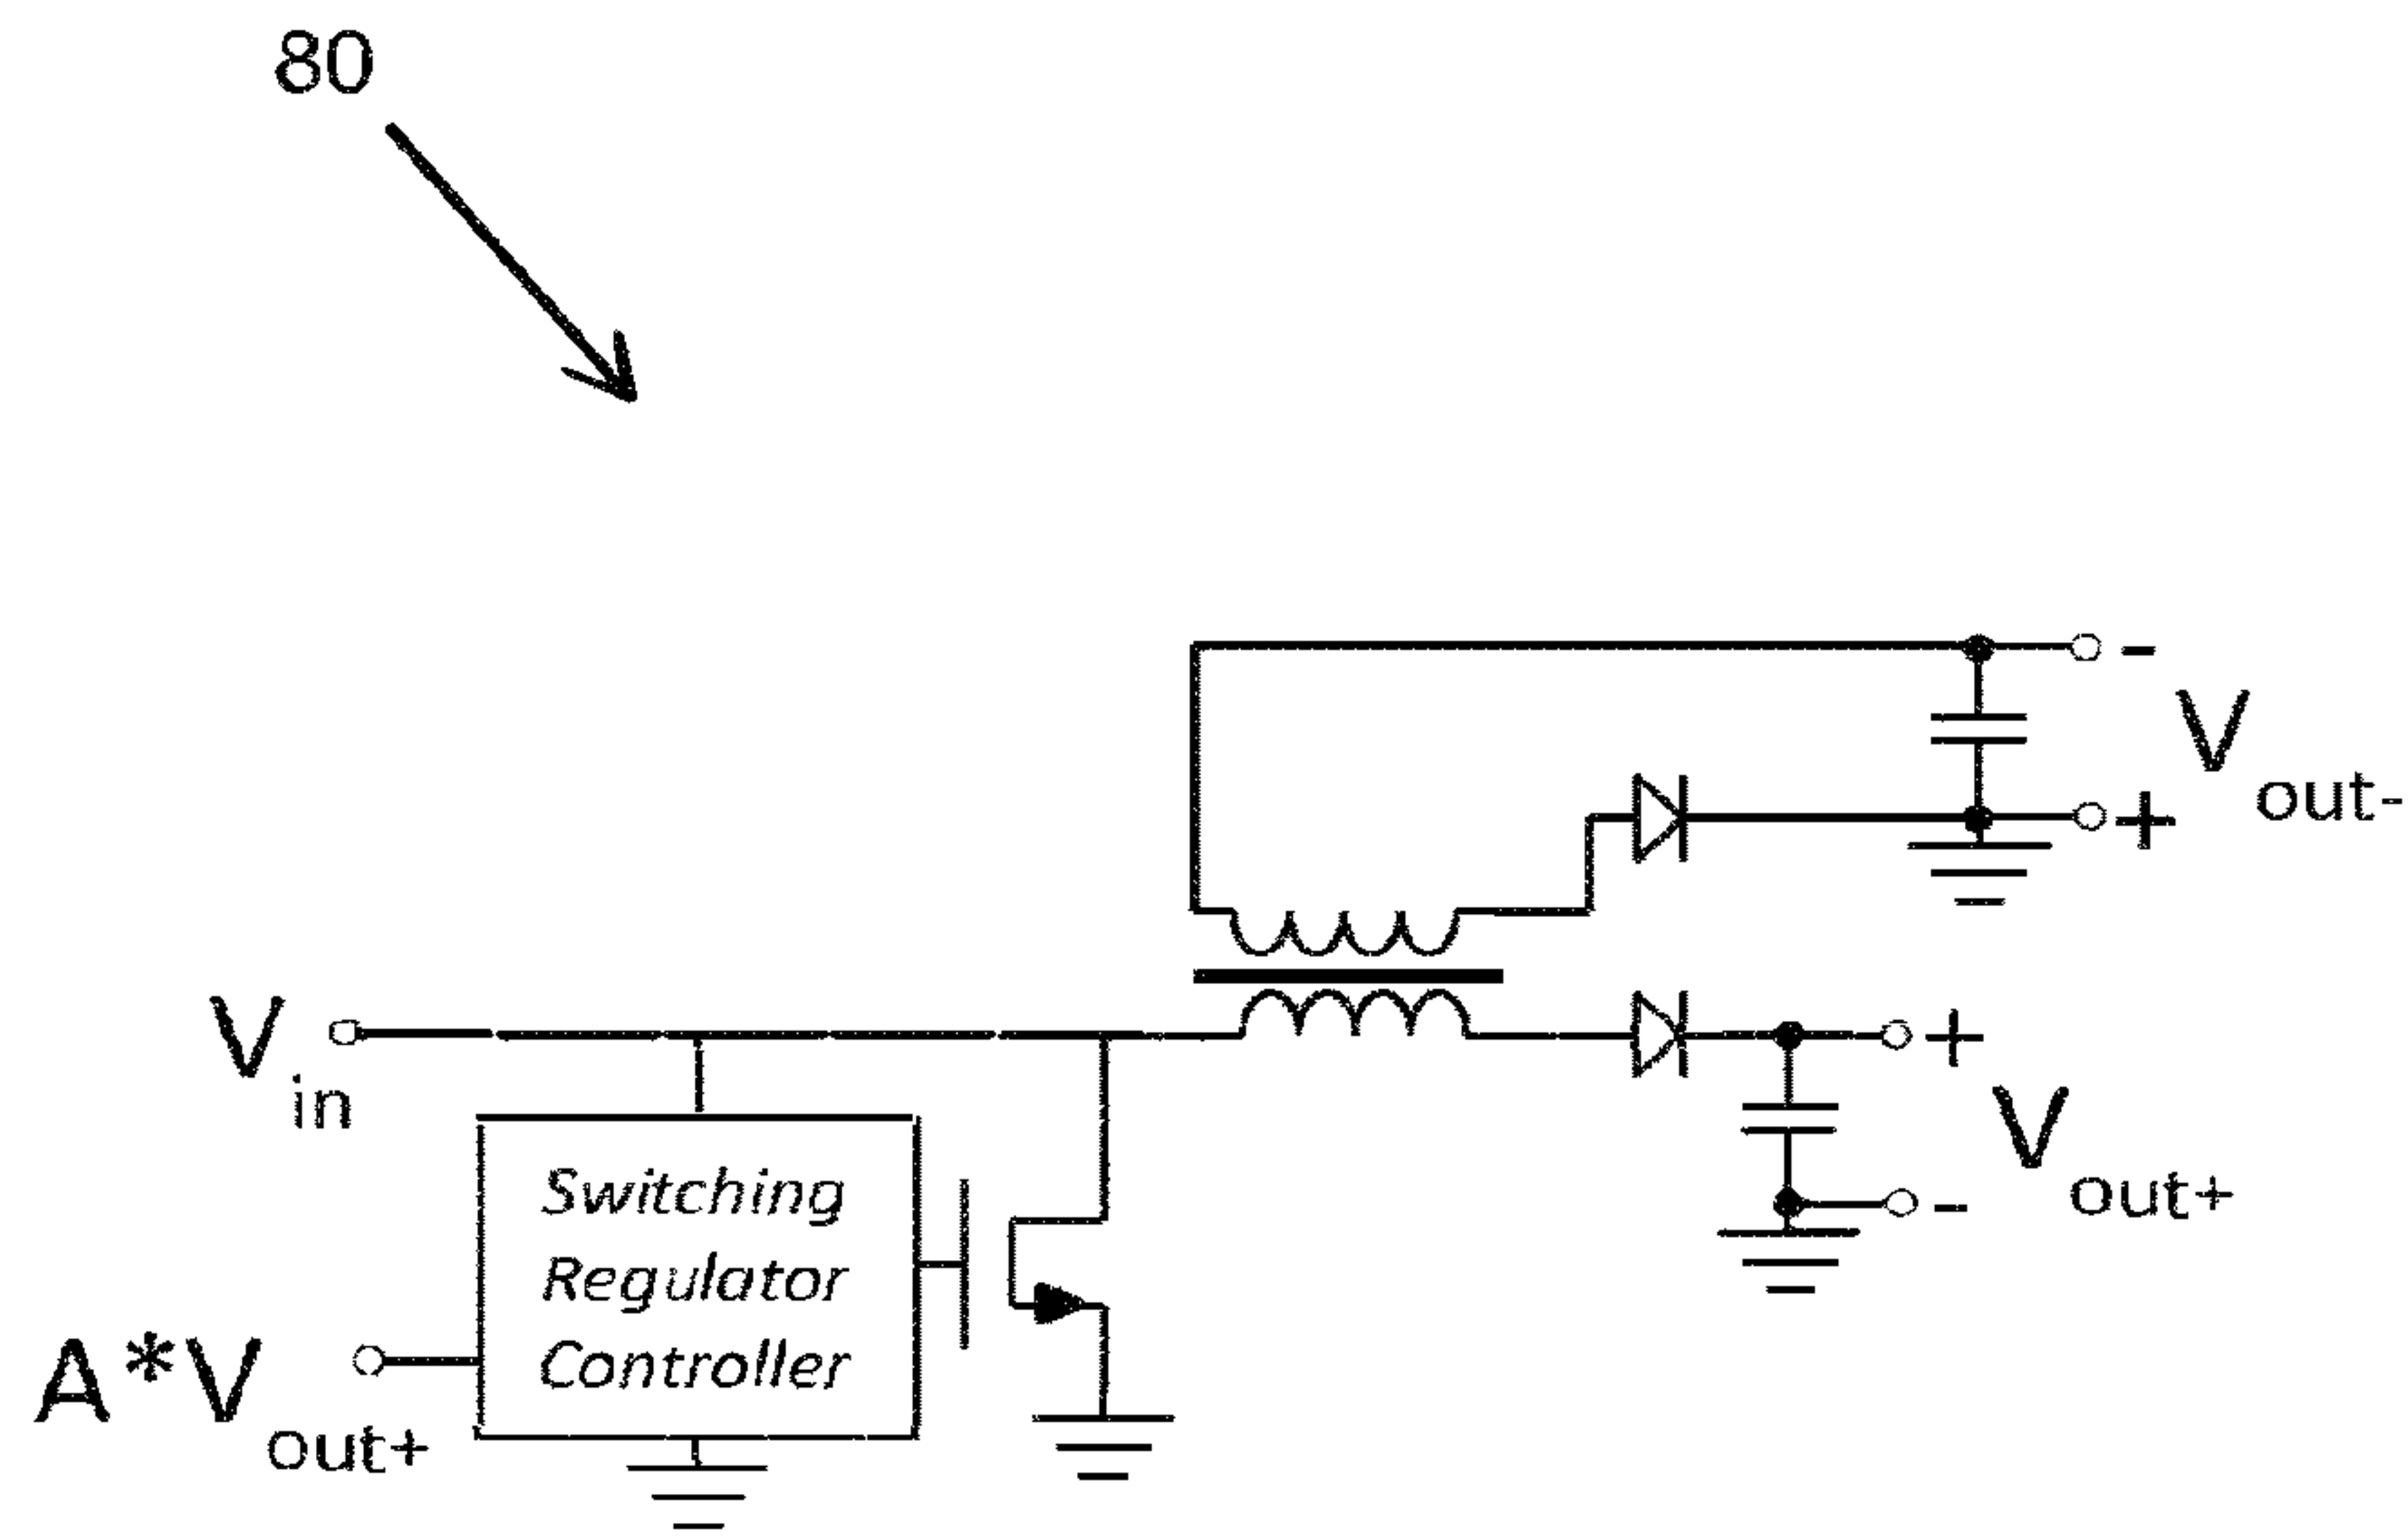 80
-
V out-
+
V in
+
V out+
-
Switching
Regulator
Controller
A*V out+